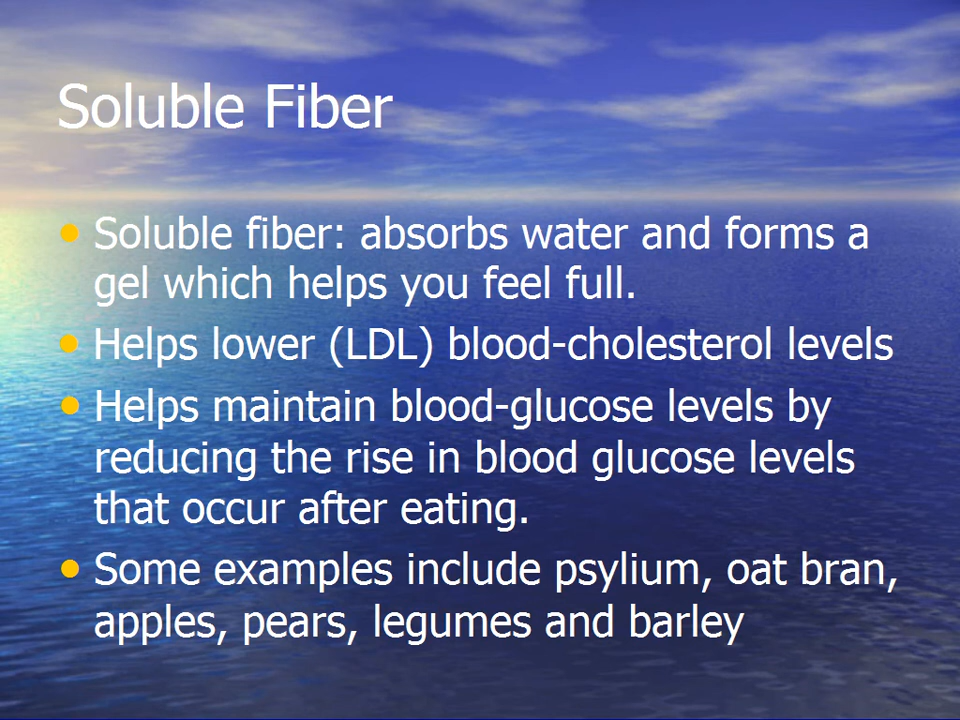 Soluble Fiber
• Soluble fiber: absorbs water and forms a
gel which helps you feel full.
• Helps lower (LDL) blood-cholesterol levels
• Helps maintain blood-glucose levels by
reducing the rise in blood glucose levels
that occur after eating.
• Some examples include psylium, oat bran,
apples, pears, legumes and barley